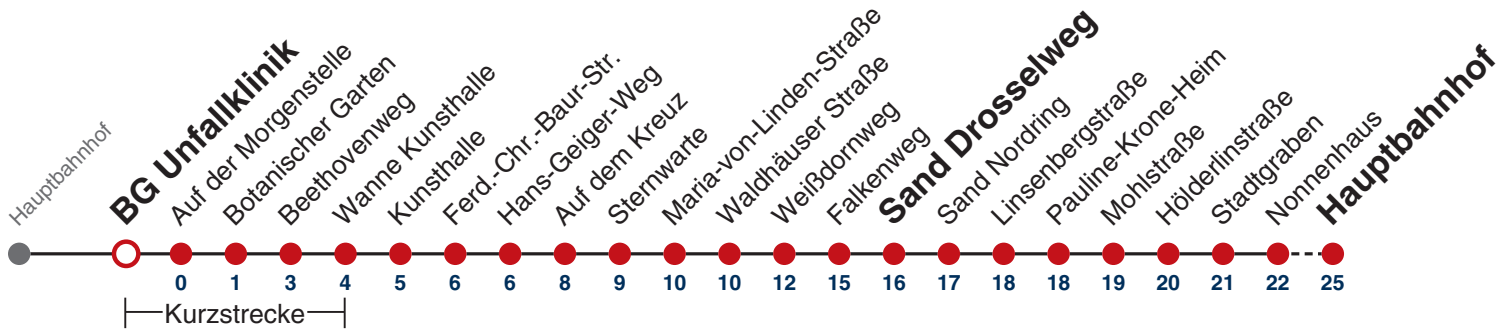 Hauptbahnhof
BG Unfallklinik
Auf der Morgenstelle
Botanischer Garten
Beethovenweg
Wanne Kunsthalle
Kunsthalle
Ferd.-Chr.-Baur-Str.
Hans-Geiger-Weg
Auf dem Kreuz
Sternwarte
Maria-von-Linden-Straße
Waldhäuser Straße
Weißdornweg
Falkenweg
Sand Drosselweg
Sand Nordring
Linsenbergstraße
Pauline-Krone-Heim
Mohlstraße
Hölderlinstraße
Stadtgraben
Nonnenhaus
Hauptbahnhof
0 1 3 4 5 6 6 8 9 10 10 12 15 16 17 18 18 19 20 21 22 25
Kurzstrecke